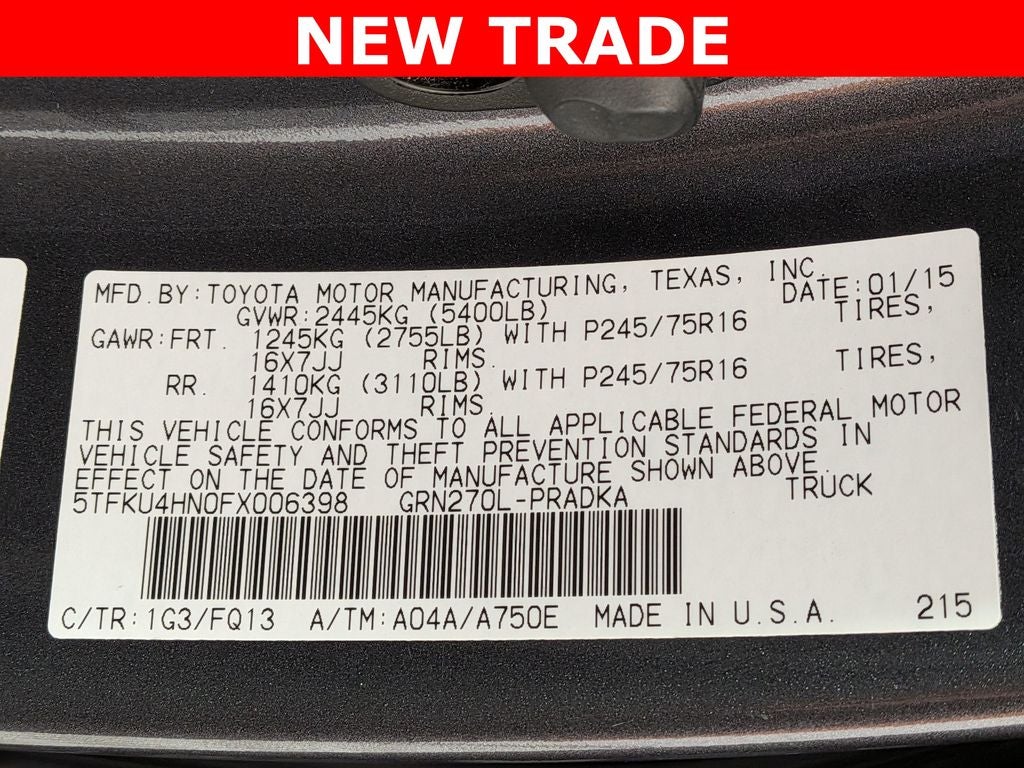 NEW TRADE
MFD.BY:TOYOTA MOTOR MANUFACTURING, TEXAS, INC.
DATE:01/15
GVWR:2445KG (5400LB)
GAWR:FRT. 1245KG (2755LB) WITH P245/75R16 TIRES,
16X7JJ RIMS.
RR. 1410KG (3110LB) WITH P245/75R16 TIRES,
16X7JJ RIMS.
THIS VEHICLE CONFORMS TO ALL APPLICABLE FEDERAL MOTOR
VEHICLE SAFETY AND THEFT PREVENTION STANDARDS IN
EFFECT ON THE DATE OF MANUFACTURE SHOWN ABOVE.
5TFKU4HN0FX006398 GRN270L-PRADKA TRUCK
C/TR:1G3/FQ13 A/TM:A04A/A750E MADE IN U.S.A. 215